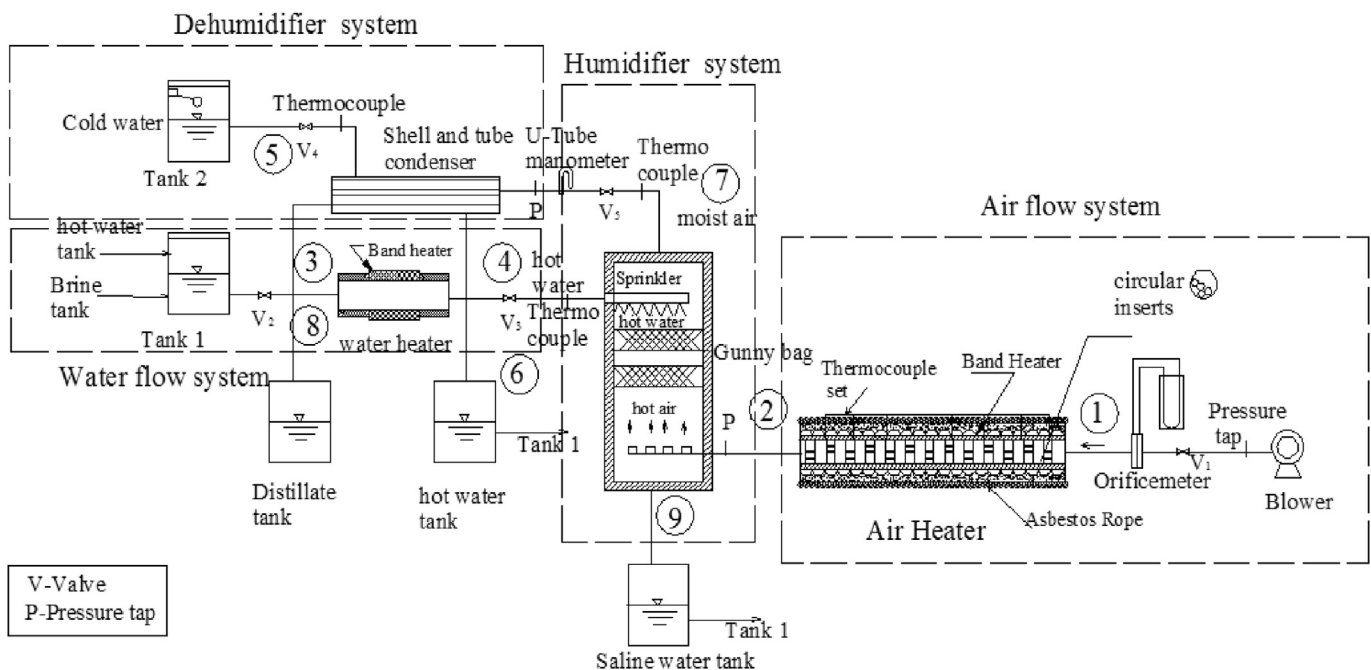 Dehumidifier system
Humidifier system
Cold water
Thermocouple
5
V4
Tank 2
Shell and tube
condenser
U-Tube
manometer
P
V5
Thermo
couple
7
moist air
Air flow system
hot water
tank
Brine
tank
Tank 1
V2
3
8
Band heater
water heater
4
hot
water
V3
Thermo
couple
6
Water flow system
Sprinkler
hot water
Gunny bag
hot air
P
2
Thermocouple
set
Band Heater
circular
inserts
1
Pressure
tap
V1
Orificemeter
Blower
Asbestos Rope
Air Heater
Distillate
tank
hot water
tank
Tank 1
9
V-Valve
P-Pressure tap
Tank 1
Saline water tank